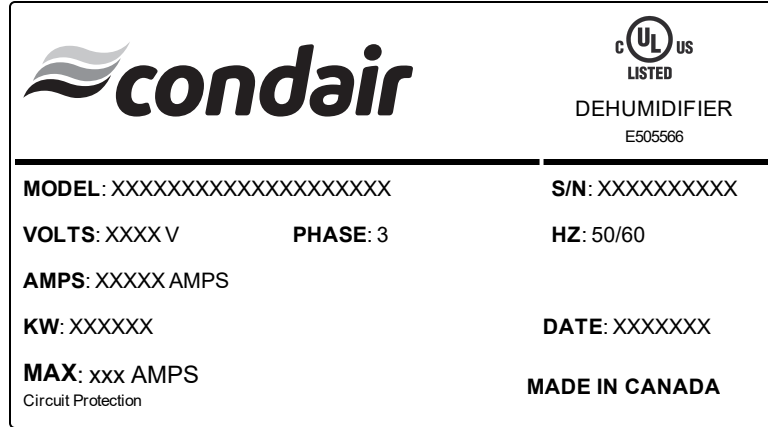 condair
C UL US
LISTED
DEHUMIDIFIER
E505566
MODEL: XXXXXXXXXXXXXXXXXXXX S/N: XXXXXXXXXX
VOLTS: XXXX V PHASE: 3 HZ: 50/60
AMPS: XXXXX AMPS
KW: XXXXXX DATE: XXXXXXX
MAX: xxx AMPS
Circuit Protection
MADE IN CANADA